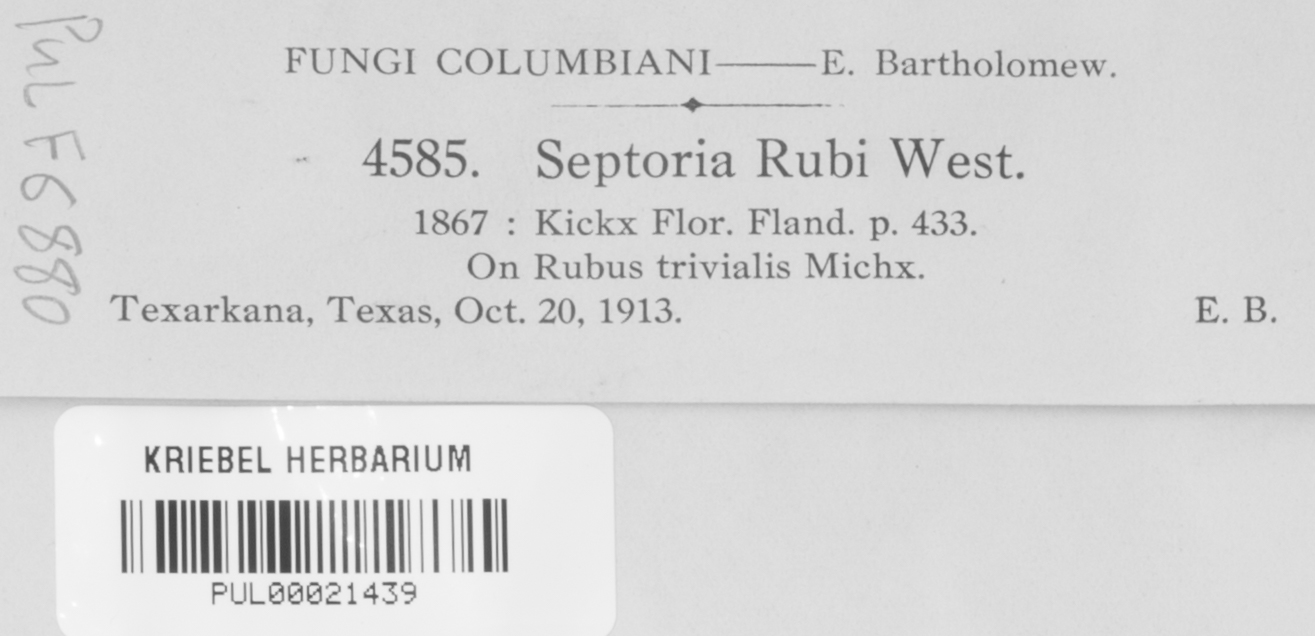 FUNGI COLUMBIANI——E. Bartholomew.
4585. Septoria Rubi West.
1867 : Kickx Flor. Fland. p. 433.
On Rubus trivialis Michx.
Texarkana, Texas, Oct. 20, 1913. E. B.
PUL F6880
KRIEBEL HERBARIUM
PUL00021439